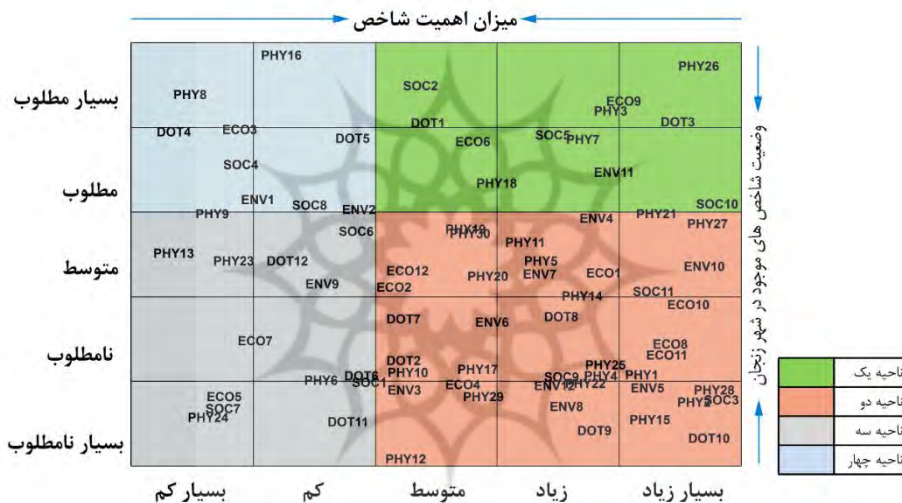 میزان اهمیت شاخص
PHY16
PHY26
SOC2
PHY8
ECO9
PHY3
بسیار مطلوب
DOT1
DOT3
DOT4
ECO3
DOT5
SOC5
PHY7
ECO6
SOC4
ENV11
PHY18
مطلوب
ENV1
SOC8
ENV2
SOC10
PHY9
PHY21
ENV4
PHY27
SOC6
PHY19
PHY30
PHY11
PHY13
PHY23
DOT12
PHY5
ENV10
متوسط
ECO12
PHY20
ENV7
ECO1
ENV9
ECO2
PHY14
SOC11
ECO10
DOT7
ENV6
DOT8
نامطلوب
ECO7
ECO8
ECO11
DOT2
PHY25
PHY10
PHY17
PHY6
DOT6
SOC1
SOC9
PHY4
PHY1
ENV3
ECO4
ENV12
PHY22
ENV5
PHY28
ECO5
PHY29
SOC3
SOC7
ENV8
PHY24
DOT11
PHY15
DOT9
DOT10
بسیار نامطلوب
PHY12
بسیار کم
کم
متوسط
زیاد
بسیار زیاد
وضعیت شاخص های موجود در شهر زنجان
ناحیه یک
ناحیه دو
ناحیه سه
ناحیه چهار